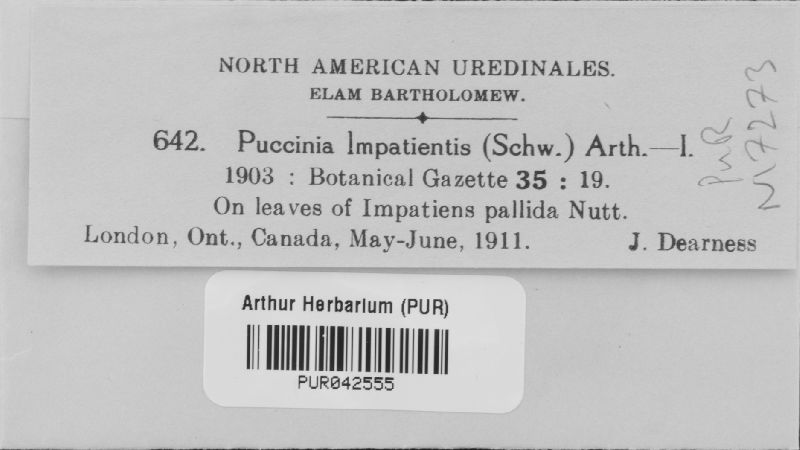 NORTH AMERICAN UREDINALES.
ELAM BARTHOLOMEW.
642. Puccinia Impatientis (Schw.) Arth.—I.
1903 : Botanical Gazette 35 : 19.
On leaves of Impatiens pallida Nutt.
London, Ont., Canada, May-June, 1911. J. Dearness
PUR
N17273
Arthur Herbarium (PUR)
PUR042555